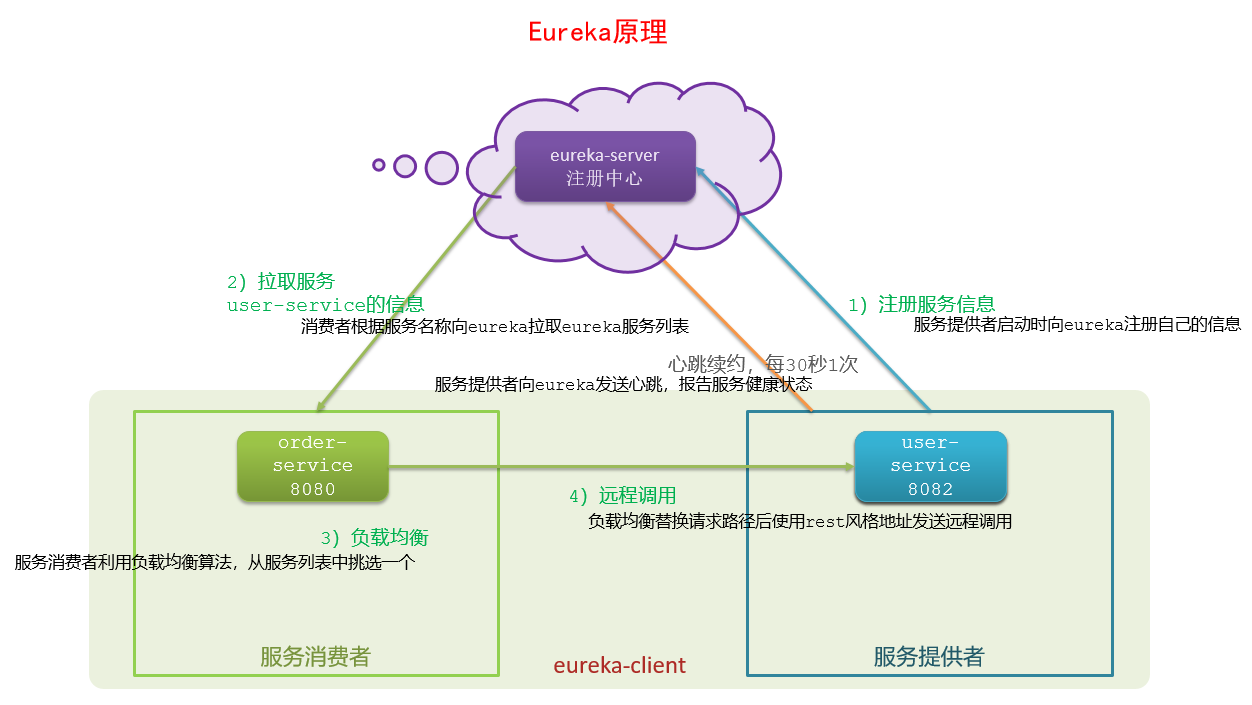 Eureka原理
eureka-server
注册中心
2）拉取服务
user-service的信息
消费者根据服务名称向eureka拉取eureka服务列表
1）注册服务信息
服务提供者启动时向eureka注册自己的信息
心跳续约，每30秒1次
服务提供者向eureka发送心跳，报告服务健康状态
order-
service
8080
user-
service
8082
4）远程调用
负载均衡替换请求路径后使用rest风格地址发送远程调用
3）负载均衡
服务消费者利用负载均衡算法，从服务列表中挑选一个
服务消费者
eureka-client
服务提供者